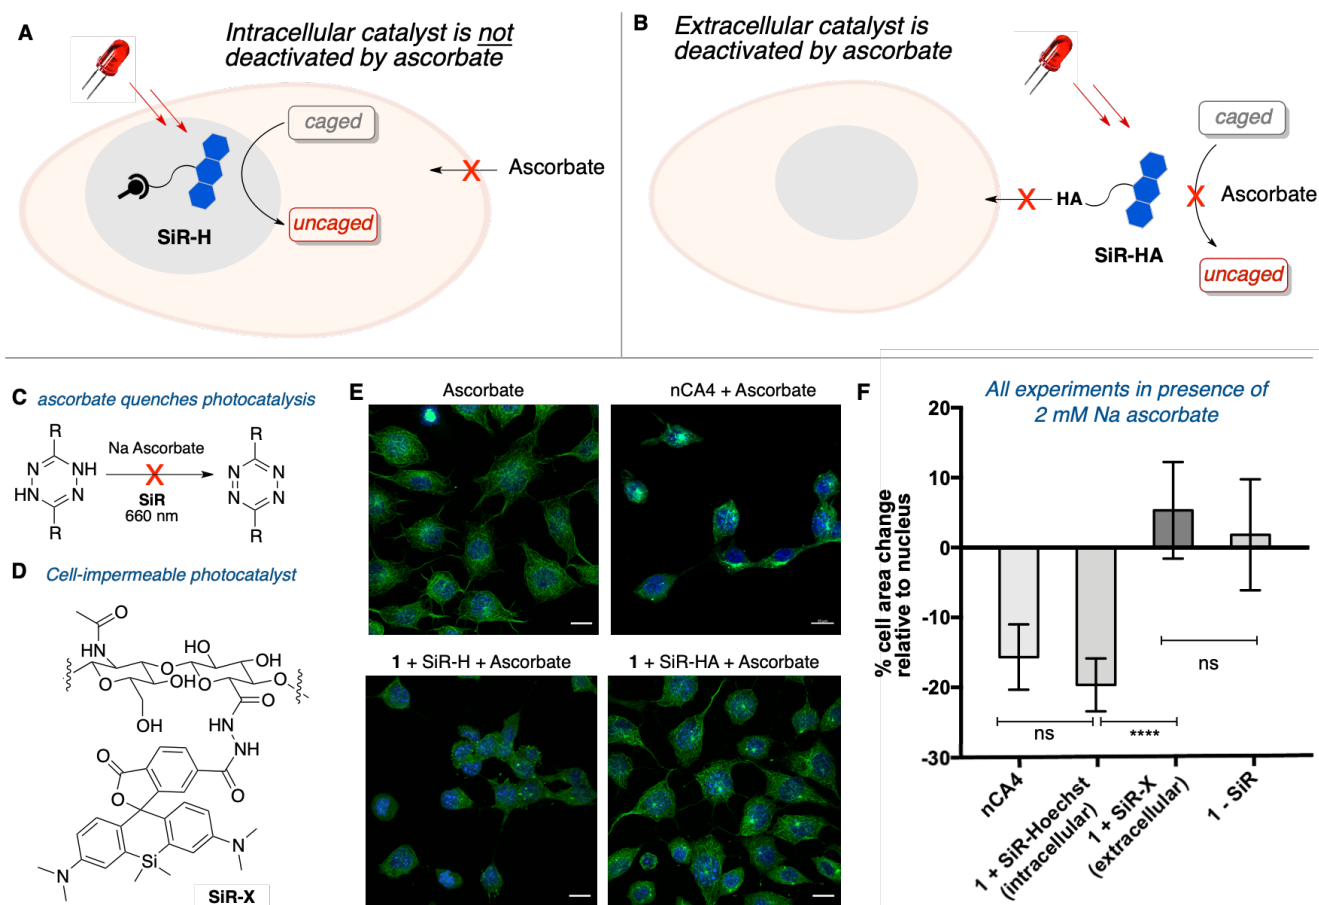 A
Intracellular catalyst is not
deactivated by ascorbate
caged
Ascorbate
uncaged
SiR-H
B
Extracellular catalyst is
deactivated by ascorbate
caged
HA
Ascorbate
SiR-HA
uncaged
C
ascorbate quenches photocatalysis
R
N
NH
HN
N
R
Na Ascorbate
X
SiR
660 nm
R
N
N
N
N
R
D
Cell-impermeable photocatalyst
O
HN
HO
OH
O
O
OH
O
O
O
OH
HN
NH
O
O
O
N
Si
N
SiR-X
E
Ascorbate
nCA4 + Ascorbate
1 + SiR-H + Ascorbate
1 + SiR-HA + Ascorbate
F
All experiments in presence of
2 mM Na ascorbate
% cell area change
relative to nucleus
20
10
0
-10
-20
-30
ns
****
ns
nCA4
1 + SiR-Hoechst
(intracellular)
1 + SiR-X
(extracellular)
1 - SiR